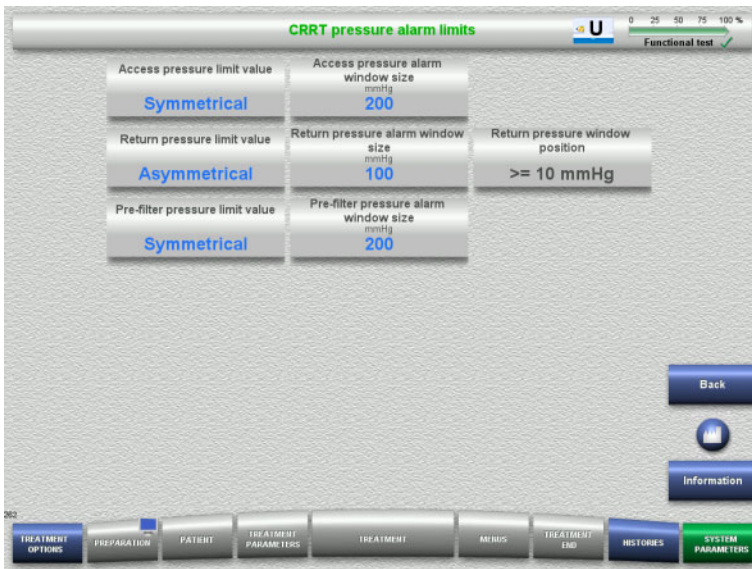 CRRT pressure alarm limits
U
0 25 50 75 100 %
Functional test
Access pressure limit value
Symmetrical
Access pressure alarm
window size
mmHg
200
Return pressure limit value
Asymmetrical
Return pressure alarm window
size
mmHg
100
Return pressure window
position
>= 10 mmHg
Pre-filter pressure limit value
Symmetrical
Pre-filter pressure alarm
window size
mmHg
200
Back
Information
262
TREATMENT
OPTIONS
PREPARATION
PATIENT
TREATMENT
PARAMETERS
TREATMENT
MENUS
TREATMENT
END
HISTORIES
SYSTEM
PARAMETERS